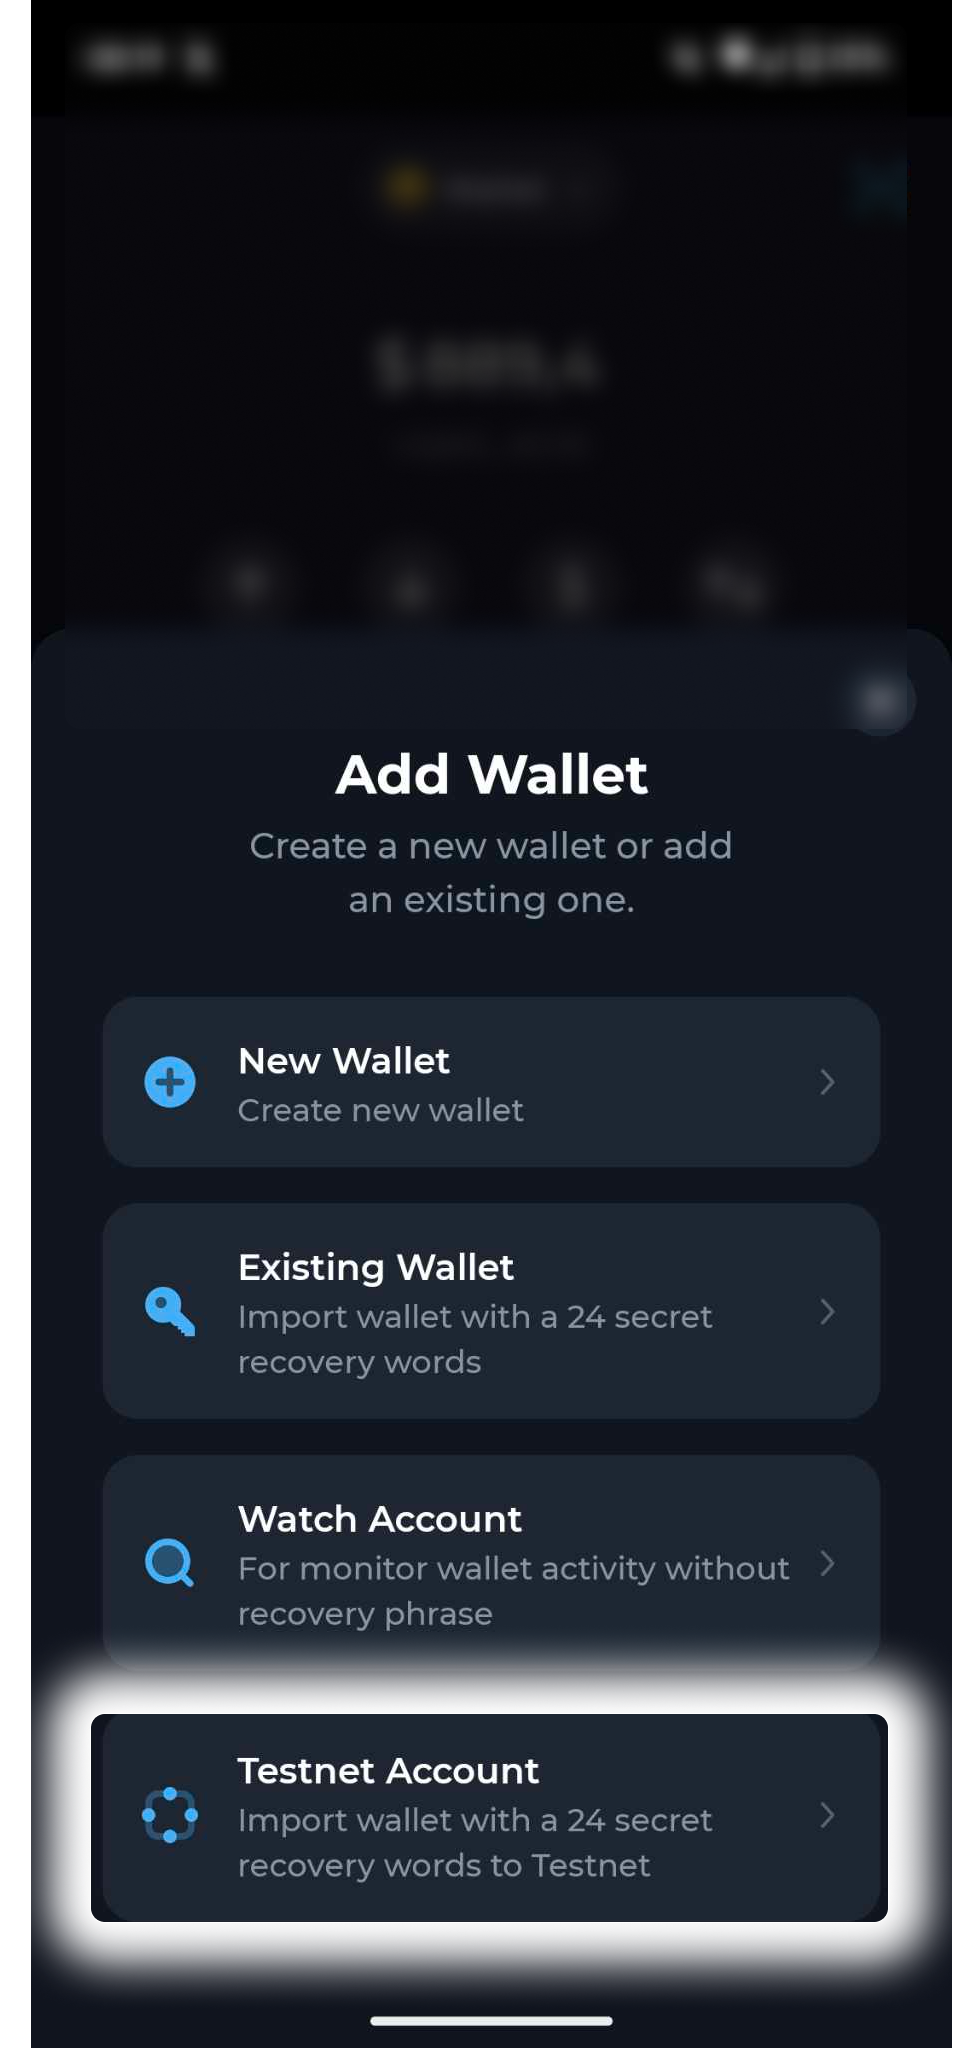 Add Wallet
Create a new wallet or add
an existing one.
New Wallet
Create new wallet
Existing Wallet
Import wallet with a 24 secret
recovery words
Watch Account
For monitor wallet activity without
recovery phrase
Testnet Account
Import wallet with a 24 secret
recovery words to Testnet